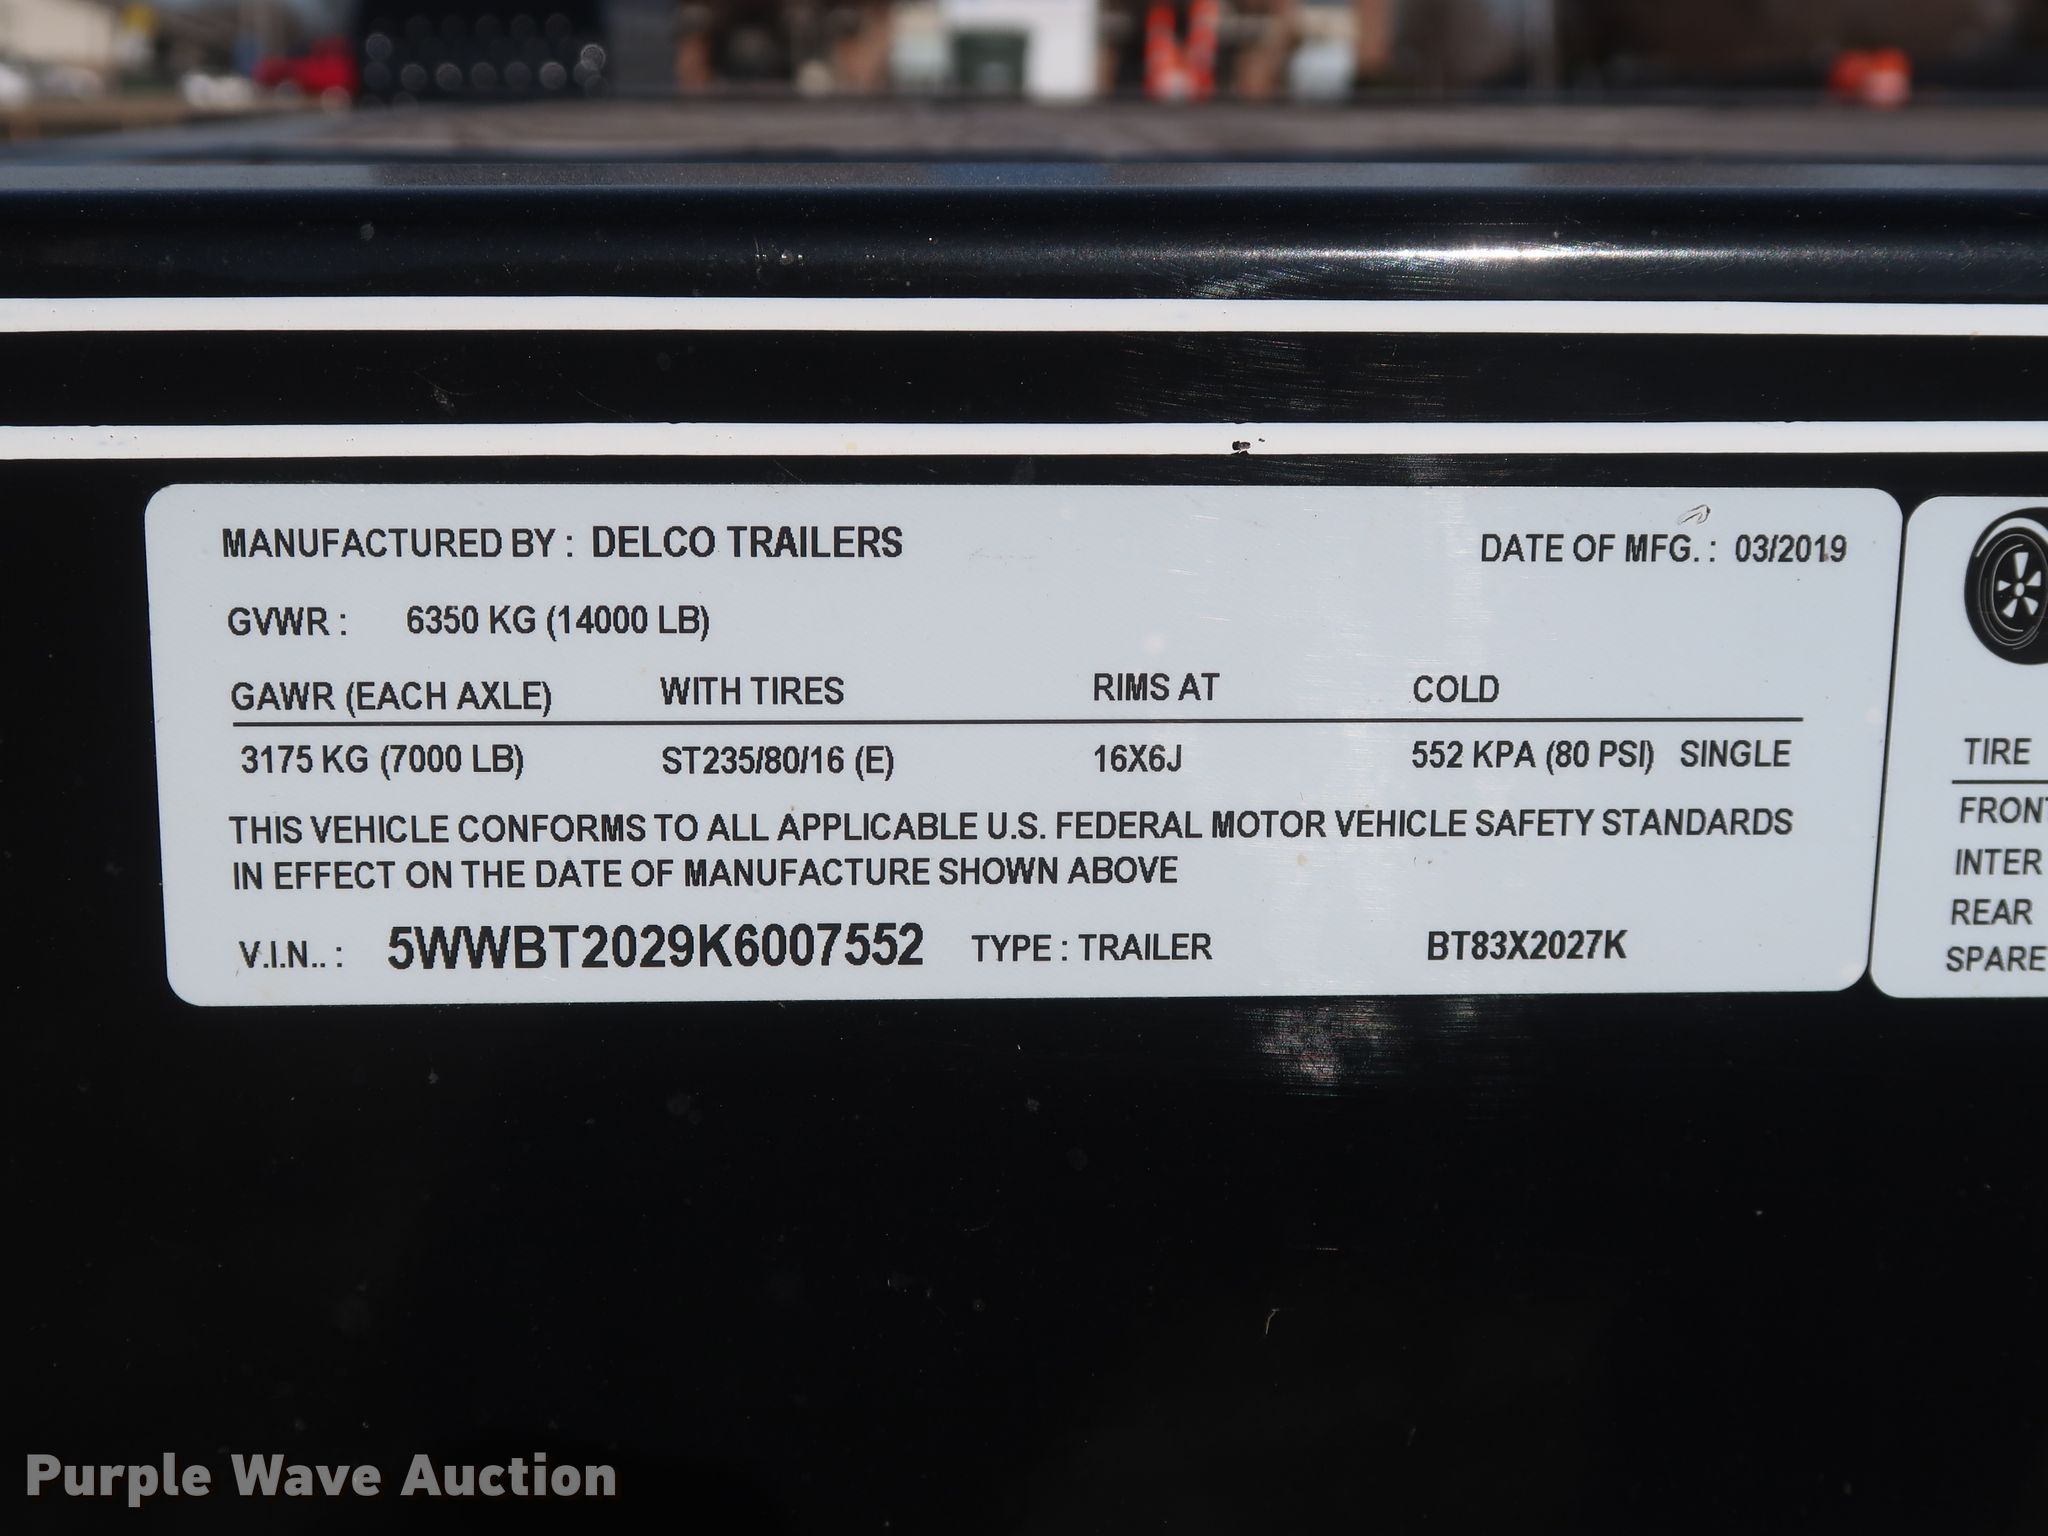 MANUFACTURED BY : DELCO TRAILERS DATE OF MFG. : 03/2019
GVWR : 6350 KG (14000 LB)
GAWR (EACH AXLE) WITH TIRES RIMS AT COLD
3175 KG (7000 LB) ST235/80/16 (E) 16X6J 552 KPA (80 PSI) SINGLE
THIS VEHICLE CONFORMS TO ALL APPLICABLE U.S. FEDERAL MOTOR VEHICLE SAFETY STANDARDS
IN EFFECT ON THE DATE OF MANUFACTURE SHOWN ABOVE
V.I.N.. : 5WWBT2029K6007552 TYPE : TRAILER BT83X2027K
TIRE
FRONT
INTER
REAR
SPARE
Purple Wave Auction